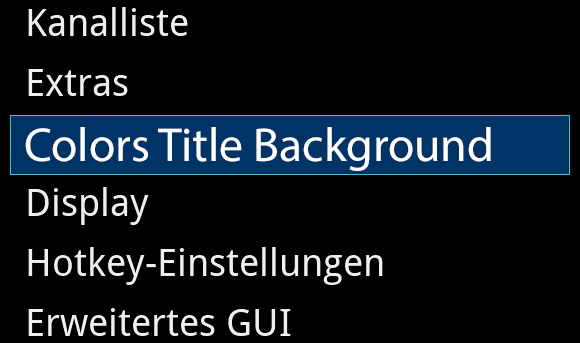 Kanalliste
Extras
Colors Title Background
Display
Hotkey-Einstellungen
Erweitertes GUI